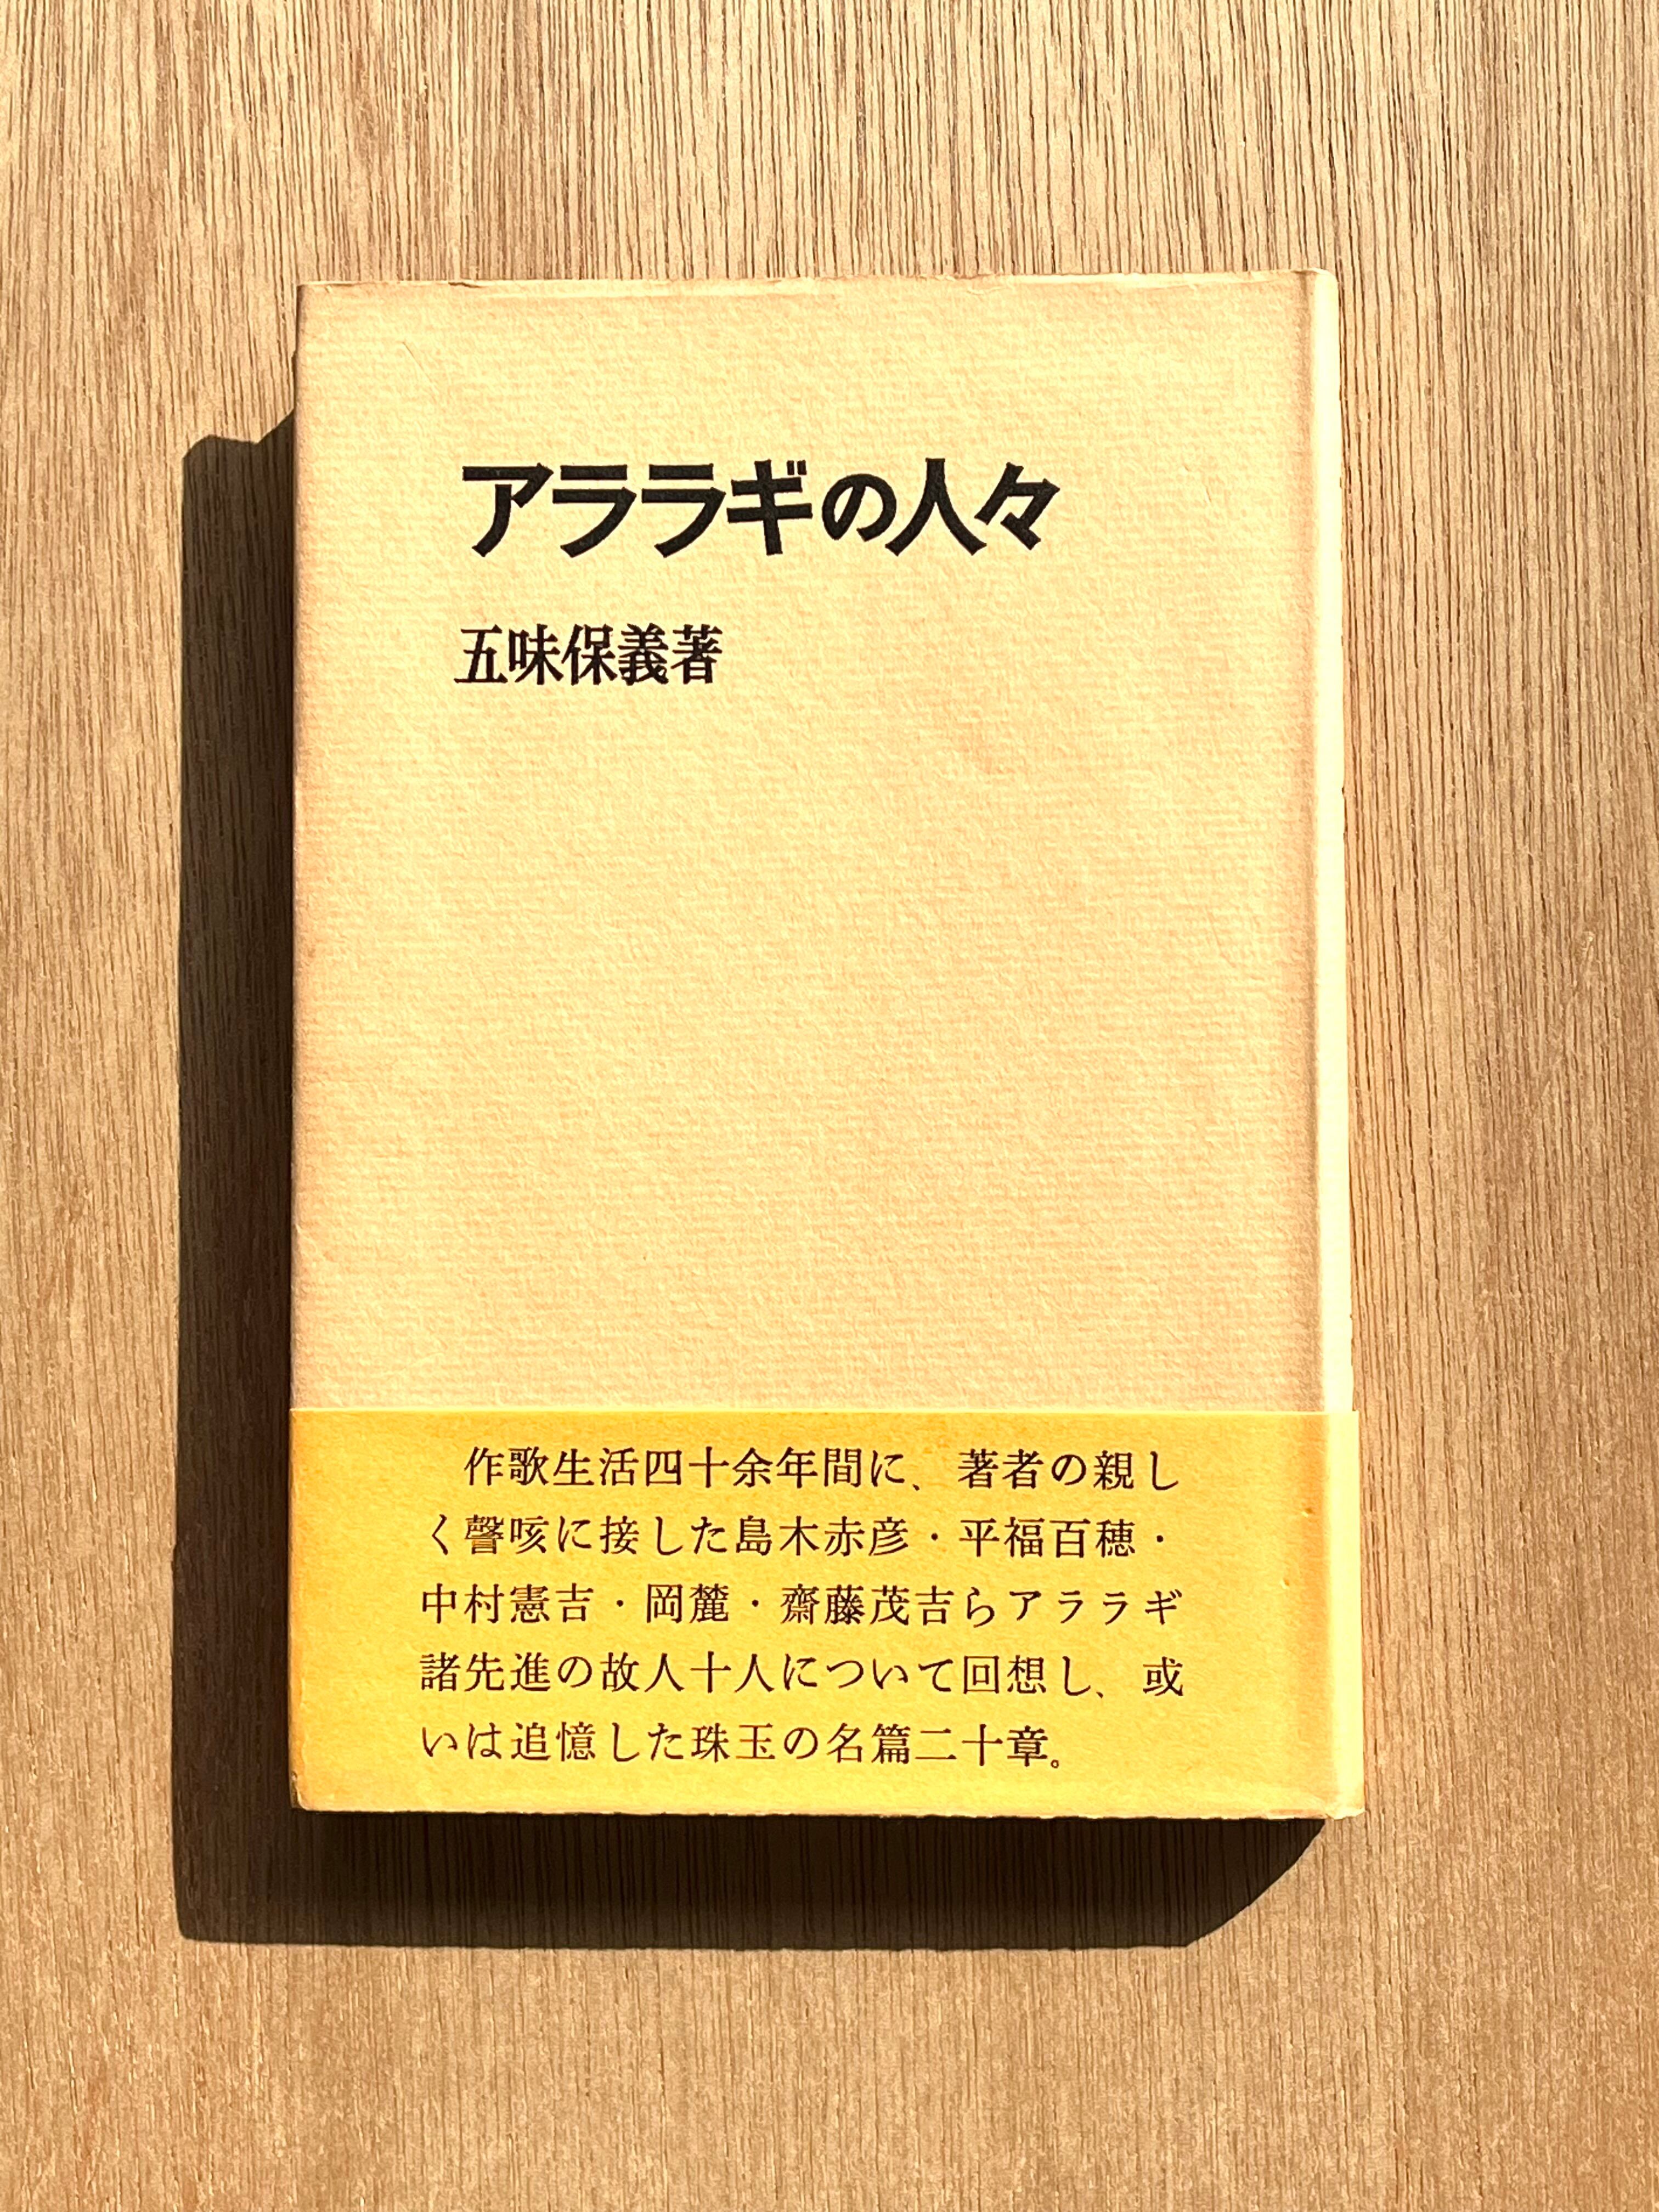 アララギの人々
五味保義著
作歌生活四十余年間に、著者の親し
く謦咳に接した島木赤彦・平福百穂・
中村憲吉・岡麓・齋藤茂吉らアララギ
諸先進の故人十人について回想し、或
いは追憶した珠玉の名篇二十章。